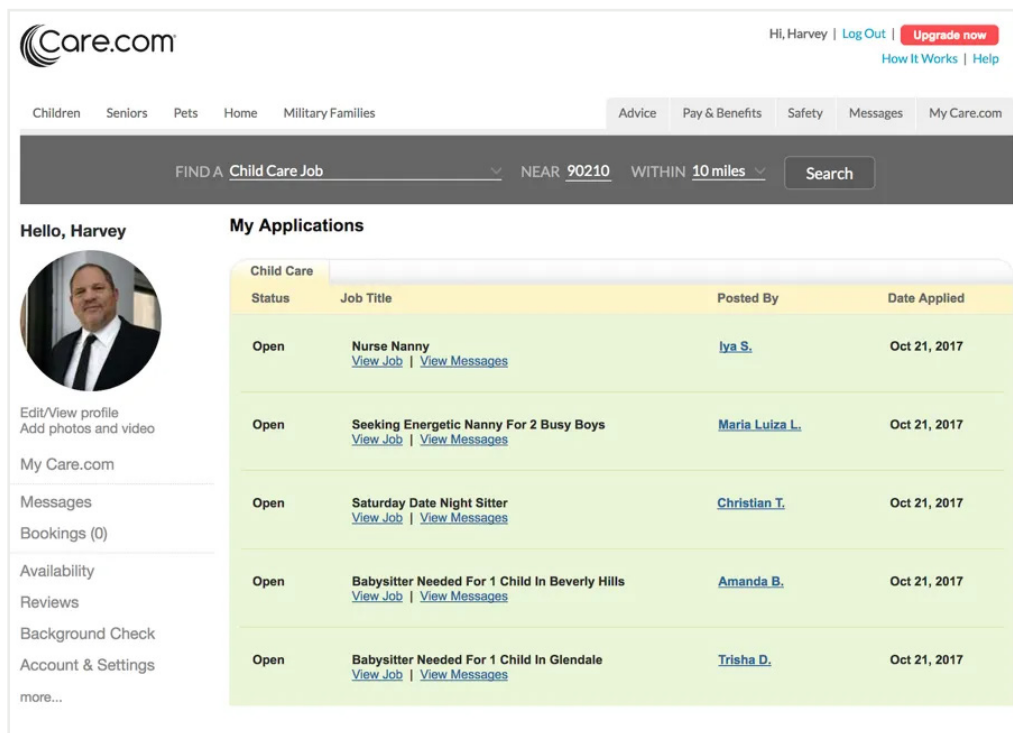 Care.com
Hi, Harvey | Log Out | Upgrade now
How It Works | Help
Children Seniors Pets Home Military Families Advice Pay & Benefits Safety Messages My Care.com
FIND A Child Care Job NEAR 90210 WITHIN 10 miles Search
Hello, Harvey
My Applications
Child Care
Status Job Title Posted By Date Applied
Open Nurse Nanny Iya S. Oct 21, 2017
View Job | View Messages
Edit/View profile
Add photos and video
Open Seeking Energetic Nanny For 2 Busy Boys Maria Luiza L. Oct 21, 2017
View Job | View Messages
My Care.com
Messages
Bookings (0)
Open Saturday Date Night Sitter Christian T. Oct 21, 2017
View Job | View Messages
Availability
Reviews
Background Check
Account & Settings
more...
Open Babysitter Needed For 1 Child In Beverly Hills Amanda B. Oct 21, 2017
View Job | View Messages
Open Babysitter Needed For 1 Child In Glendale Trisha D. Oct 21, 2017
View Job | View Messages